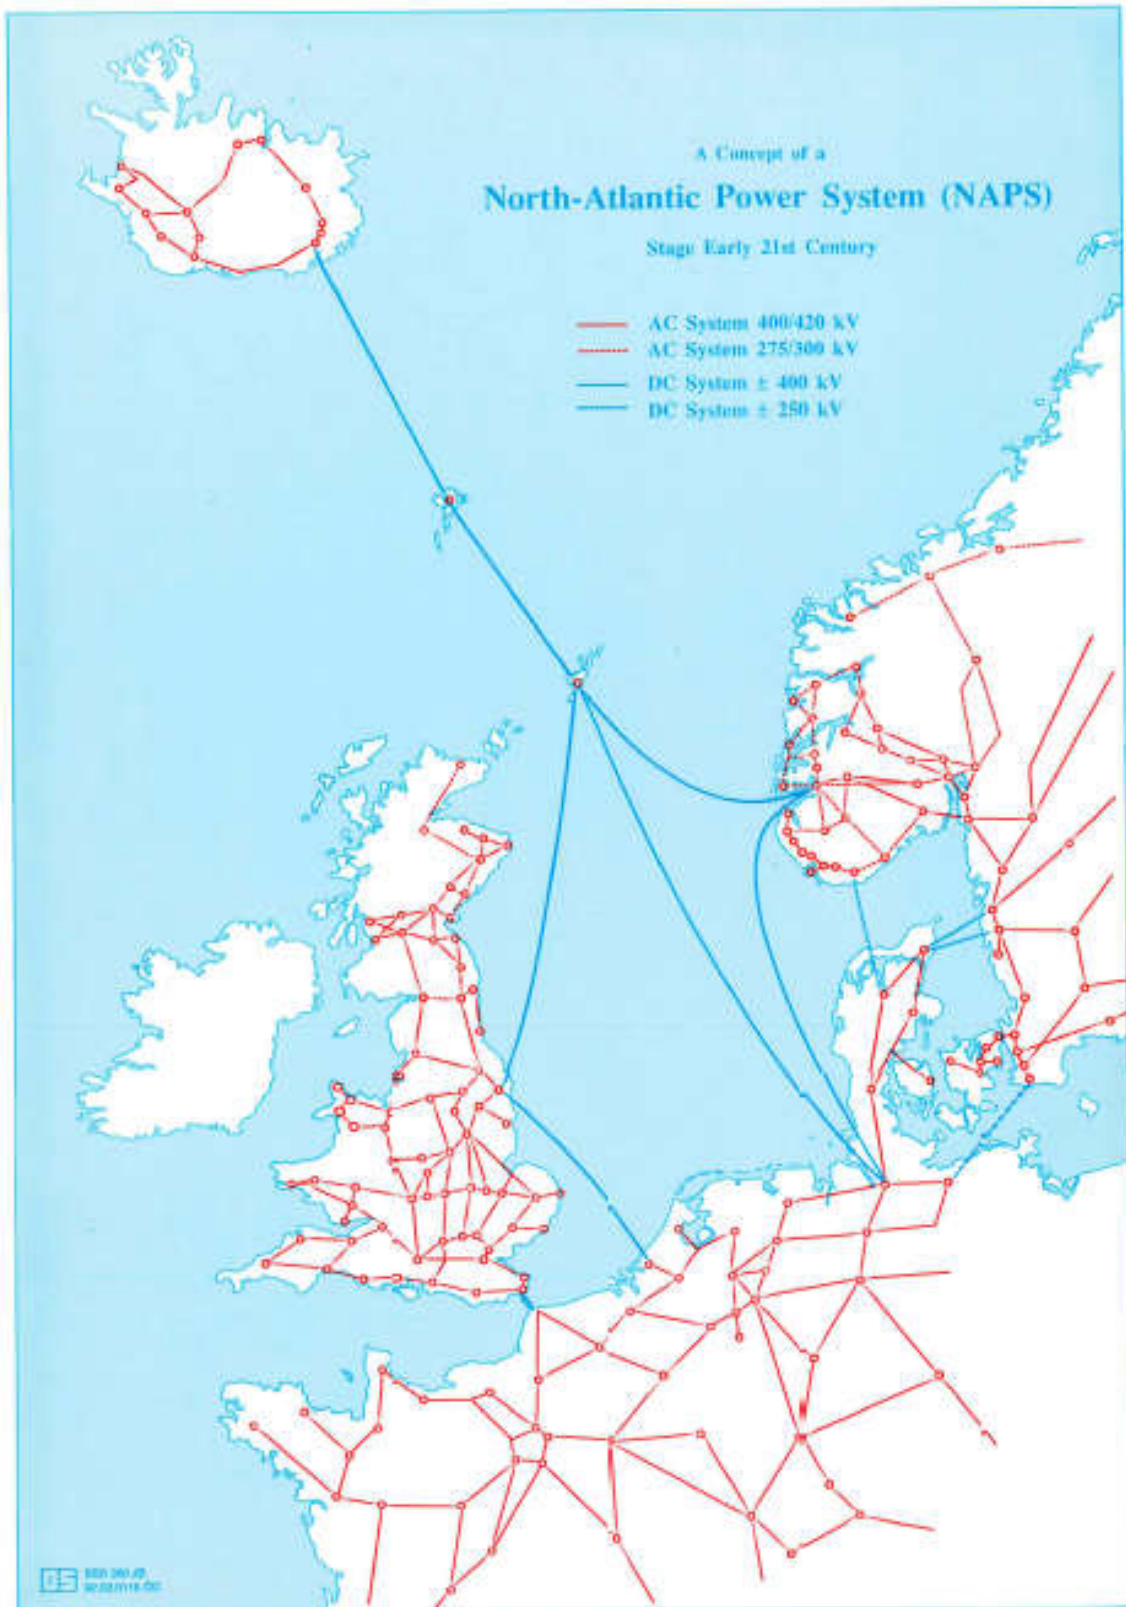 A Concept of a
North-Atlantic Power System (NAPS)
Stage Early 21st Century
AC System 400/420 kV
AC System 275/300 kV
DC System ± 400 kV
DC System ± 250 kV